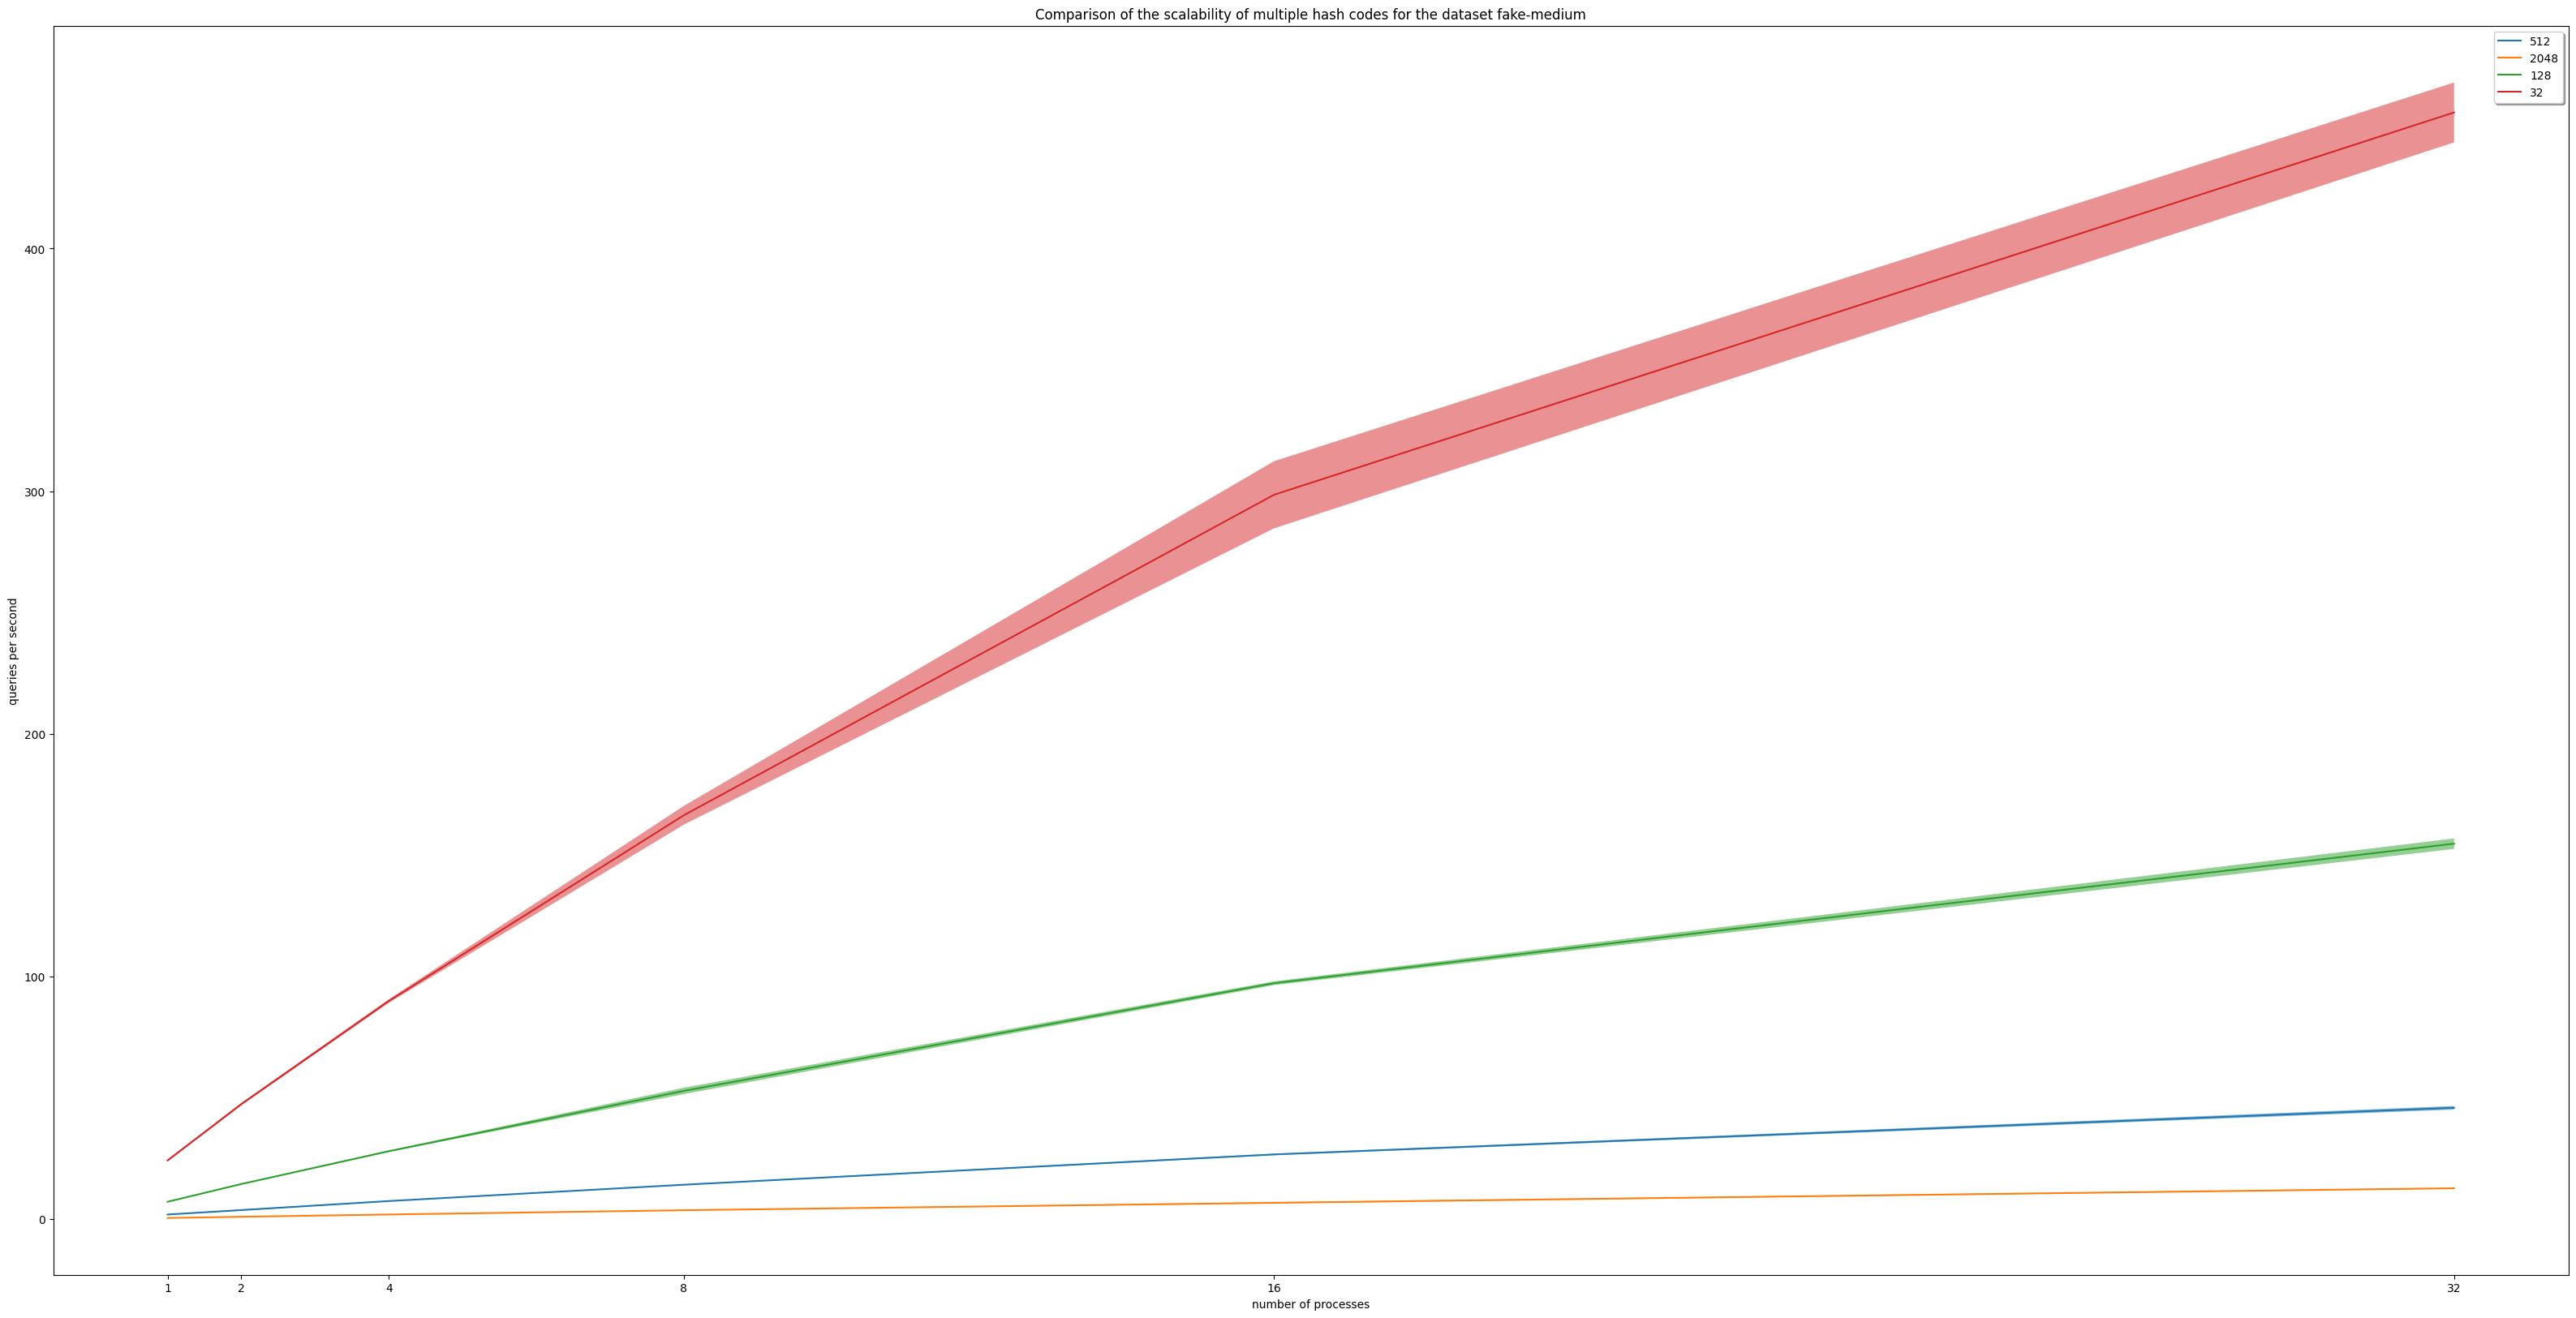 Comparison of the scalability of multiple hash codes for the dataset fake-medium
512
2048
128
32
400
300
200
100
0
queries per second
1 2 4 8 16 32
number of processes